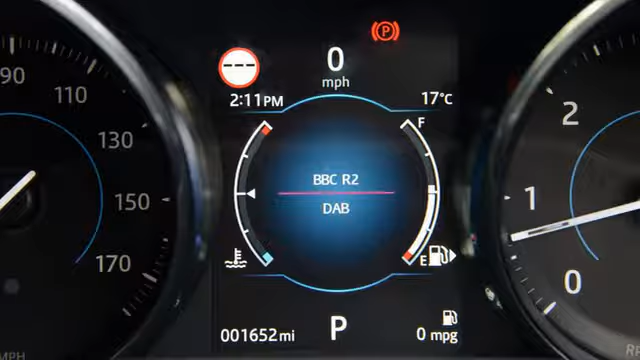 P
0
mph
---
2:11PM
17°C
F
BBC R2
DAB
E
001652mi
P
0 mpg
90
110
130
150
170
MPH
2
1
0